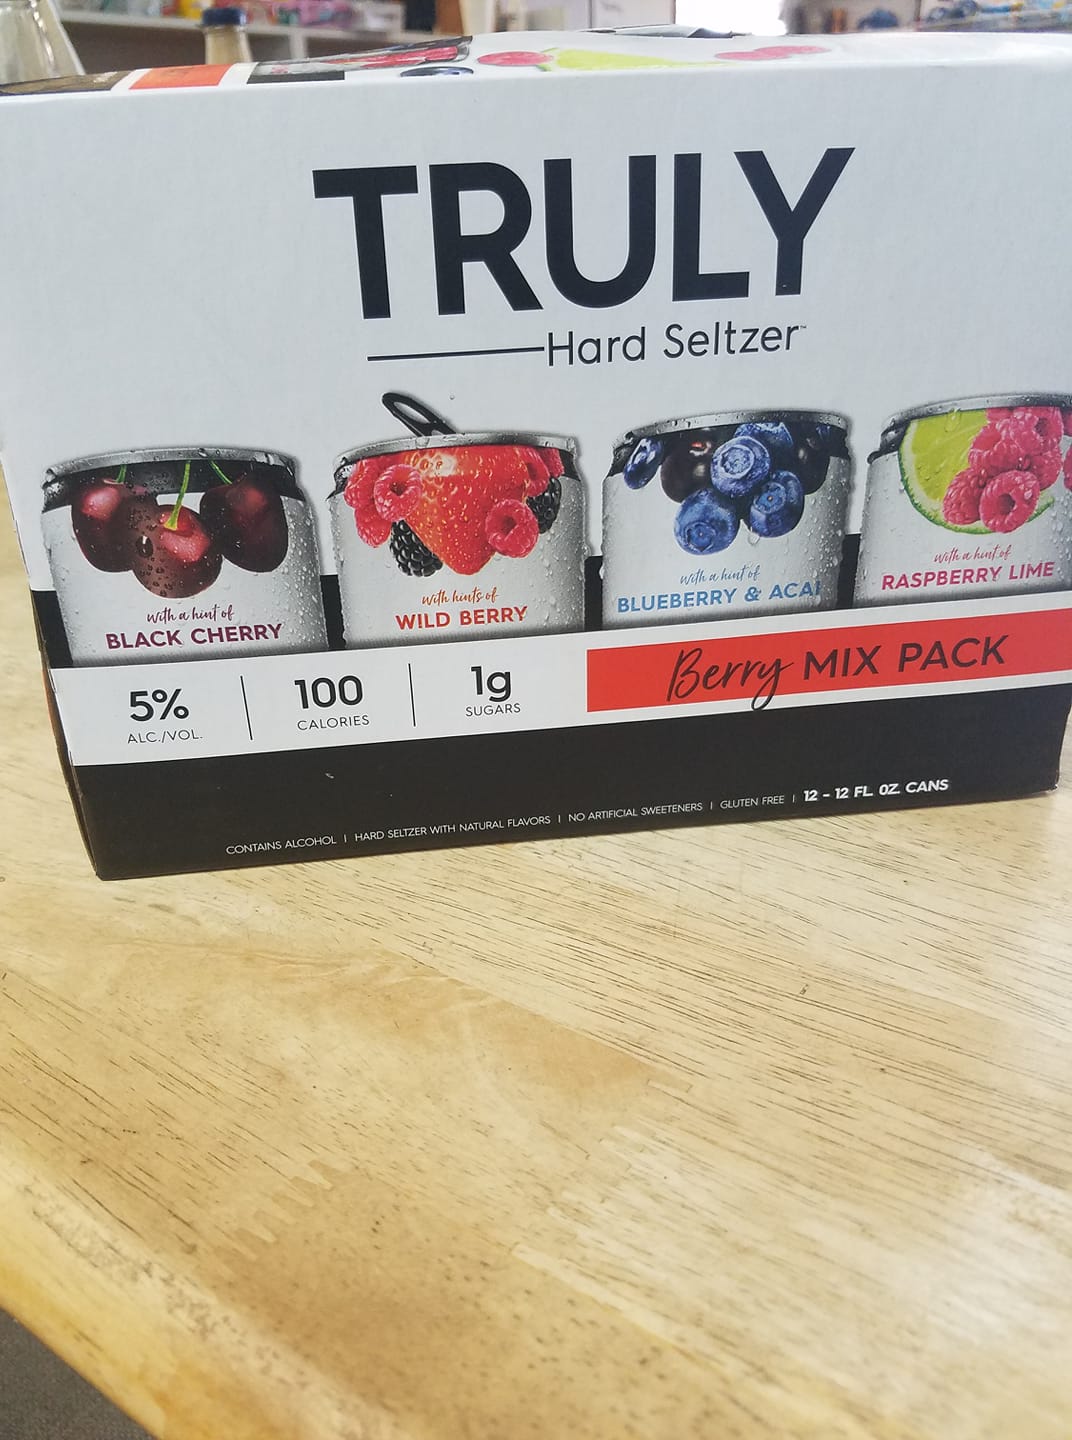 TRULY
Hard Seltzer™
with a hint of
BLACK CHERRY
with hints of
WILD BERRY
with a hint of
BLUEBERRY & ACAI
with a hint of
RASPBERRY LIME
5%
ALC./VOL.
100
CALORIES
1g
SUGARS
Berry MIX PACK
CONTAINS ALCOHOL | HARD SELTZER WITH NATURAL FLAVORS | NO ARTIFICIAL SWEETENERS | GLUTEN FREE | 12 - 12 FL. OZ. CANS